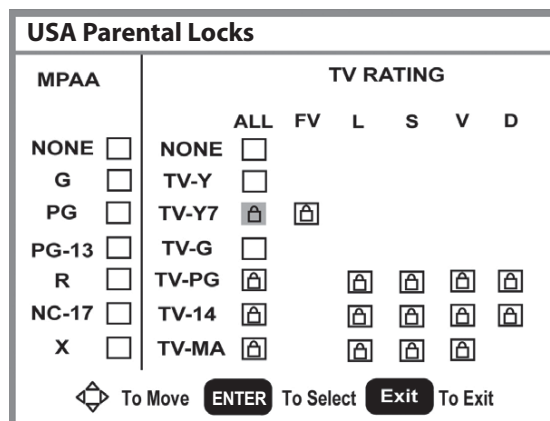 USA Parental Locks
MPAA TV RATING
ALL FV L S V D
NONE NONE
G TV-Y
PG TV-Y7
PG-13 TV-G
R TV-PG
NC-17 TV-14
X TV-MA
To Move ENTER To Select Exit To Exit